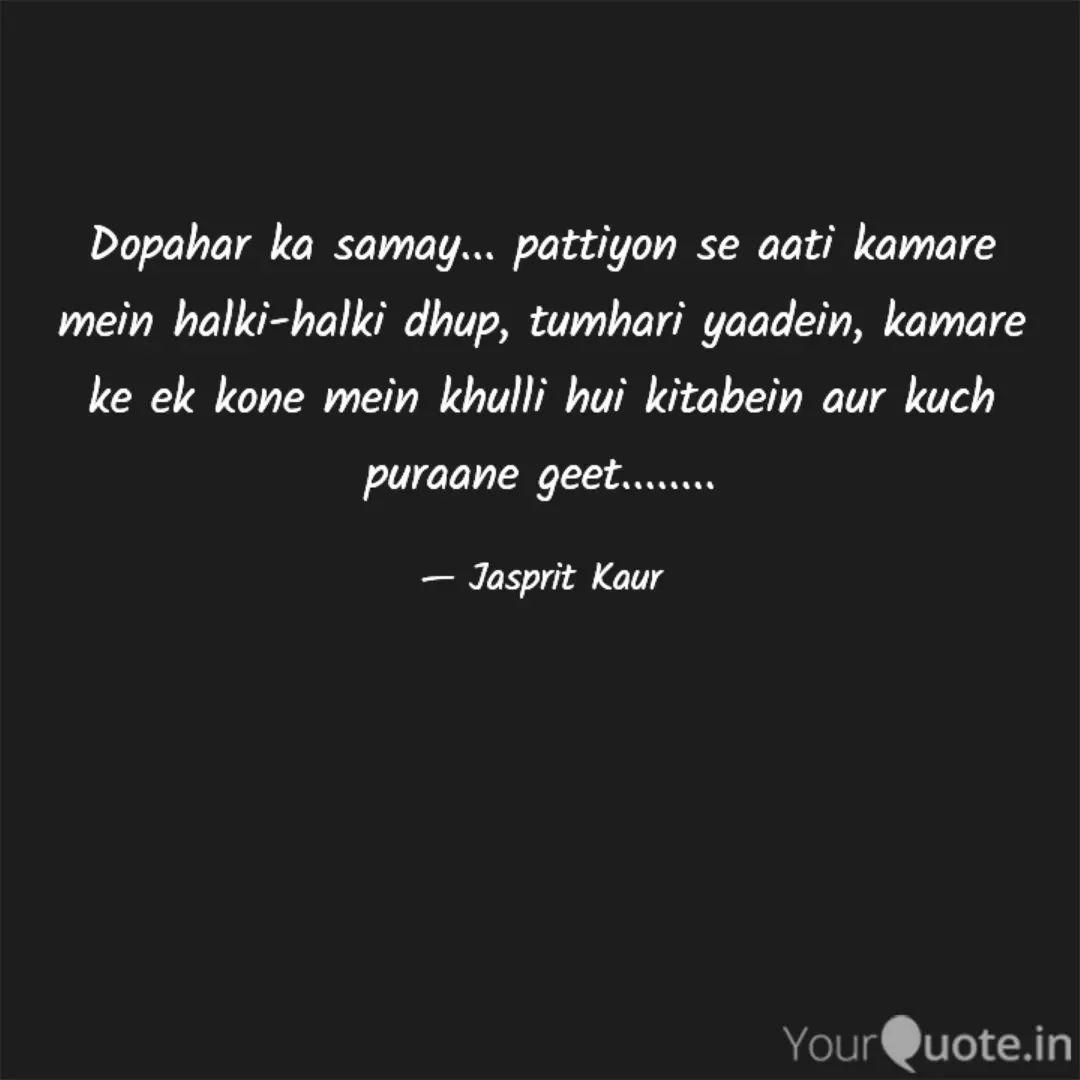 Dopahar ka samay... pattiyon se aati kamare
mein halki-halki dhup, tumhari yaadein, kamare
ke ek kone mein khulli hui kitabein aur kuch
puraane geet........
— Jasprit Kaur
YourQuote.in